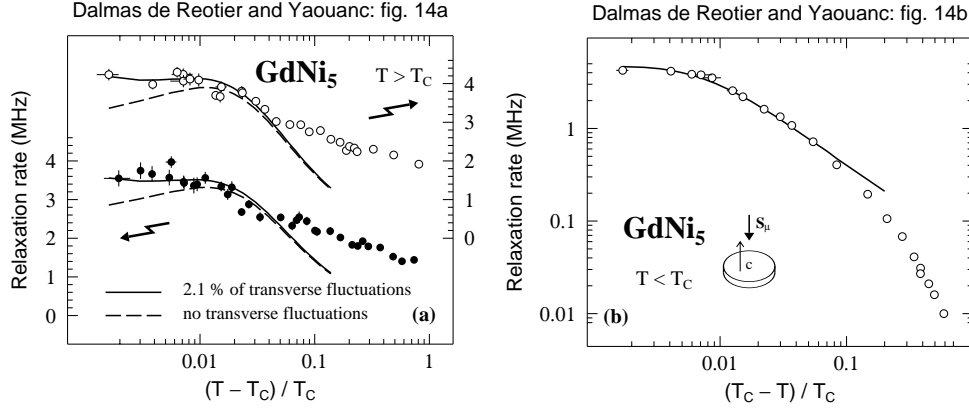 Dalmas de Reotier and Yaouanc: fig. 14a
GdNi5
T > TC
Relaxation rate (MHz)
6
5
4
3
2
1
0
4
3
2
1
0
2.1 % of transverse fluctuations
no transverse fluctuations
(a)
0.01
0.1
1
(T − TC) / TC
Dalmas de Reotier and Yaouanc: fig. 14b
Relaxation rate (MHz)
1
0.1
0.01
GdNi5
T < TC
Sμ
c
(b)
0.01
0.1
(TC − T) / TC